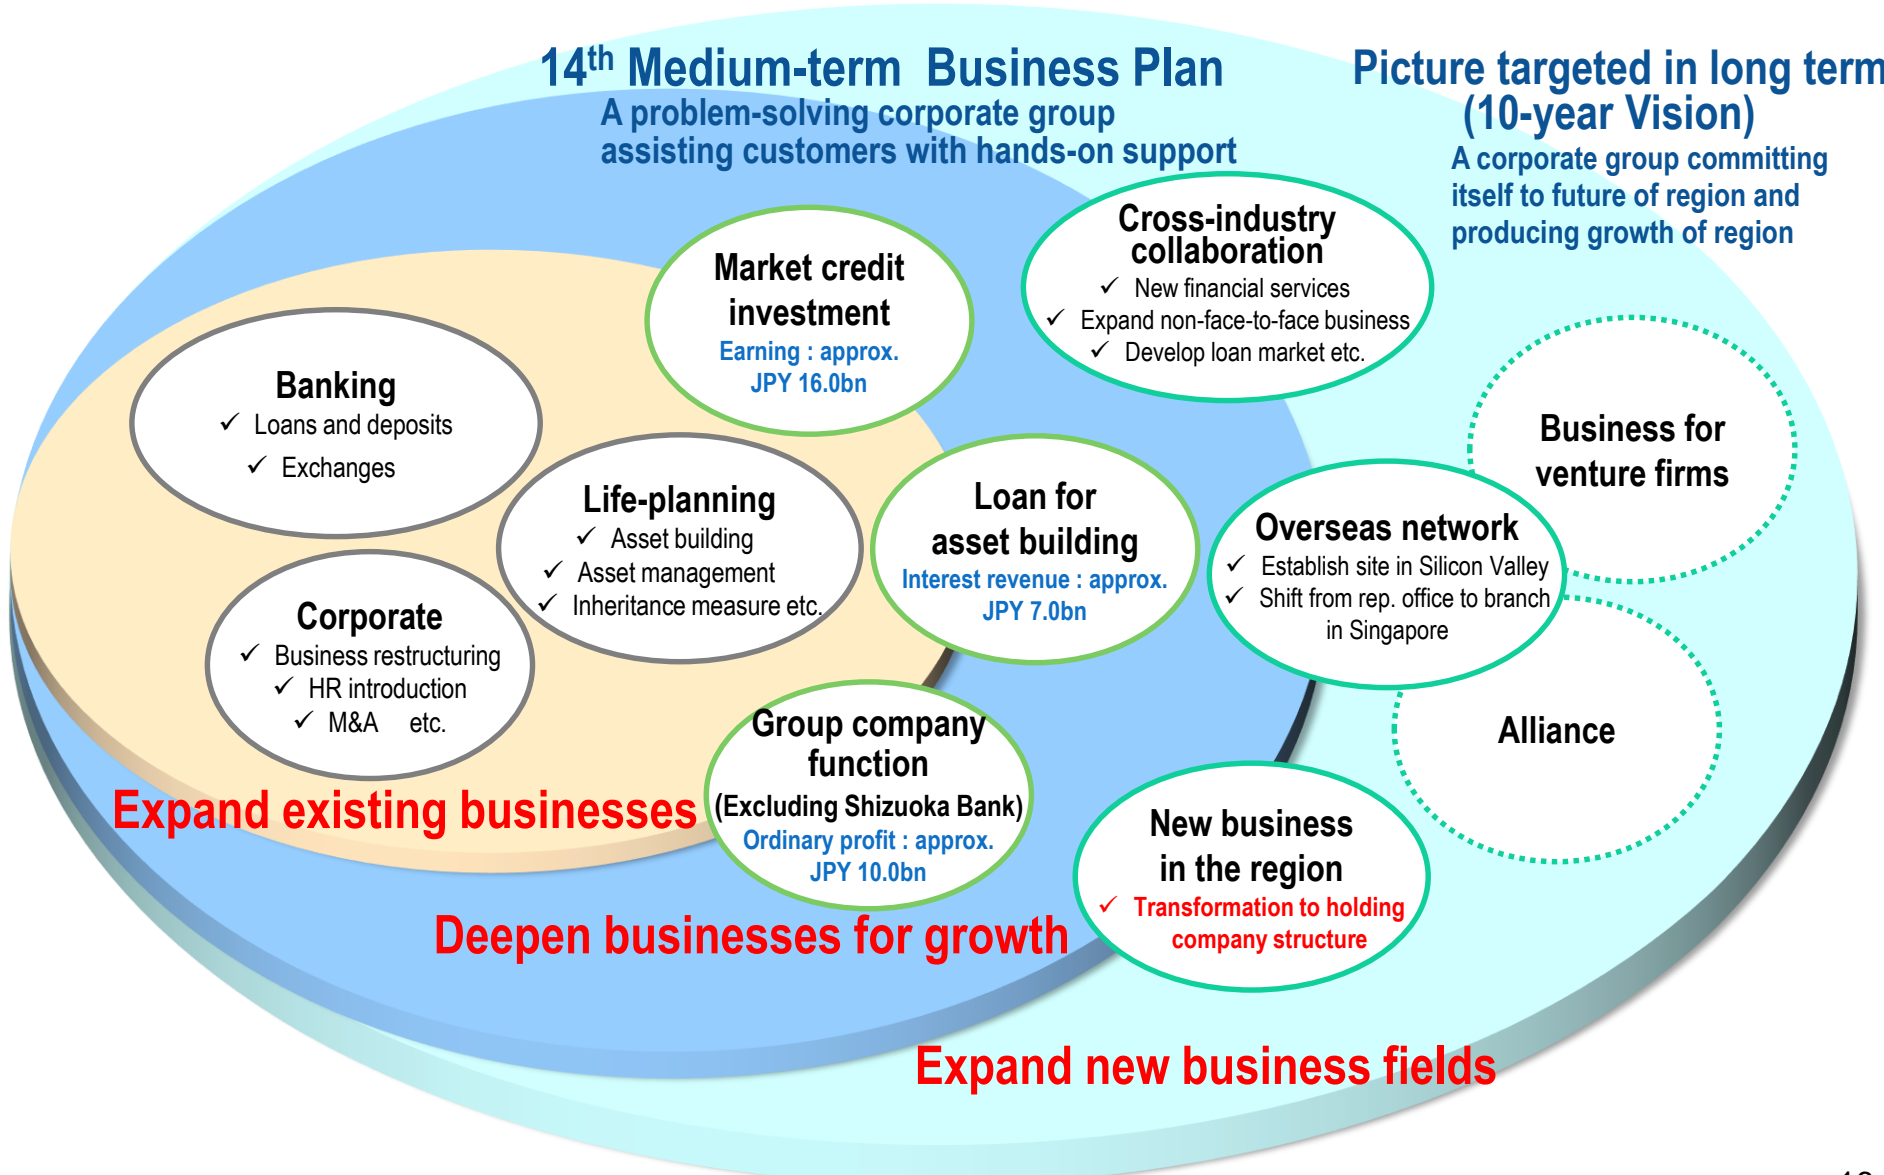 14th Medium-term Business Plan
A problem-solving corporate group
assisting customers with hands-on support
Picture targeted in long term
(10-year Vision)
A corporate group committing
itself to future of region and
producing growth of region
Cross-industry
collaboration
✓ New financial services
✓ Expand non-face-to-face business
✓ Develop loan market etc.
Market credit
investment
Earning : approx.
JPY 16.0bn
Banking
✓ Loans and deposits
✓ Exchanges
Life-planning
✓ Asset building
✓ Asset management
✓ Inheritance measure etc.
Loan for
asset building
Interest revenue : approx.
JPY 7.0bn
Business for
venture firms
Overseas network
✓ Establish site in Silicon Valley
✓ Shift from rep. office to branch
in Singapore
Corporate
✓ Business restructuring
✓ HR introduction
✓ M&A etc.
Alliance
Group company
function
(Excluding Shizuoka Bank)
Ordinary profit : approx.
JPY 10.0bn
Expand existing businesses
New business
in the region
✓ Transformation to holding
company structure
Deepen businesses for growth
Expand new business fields